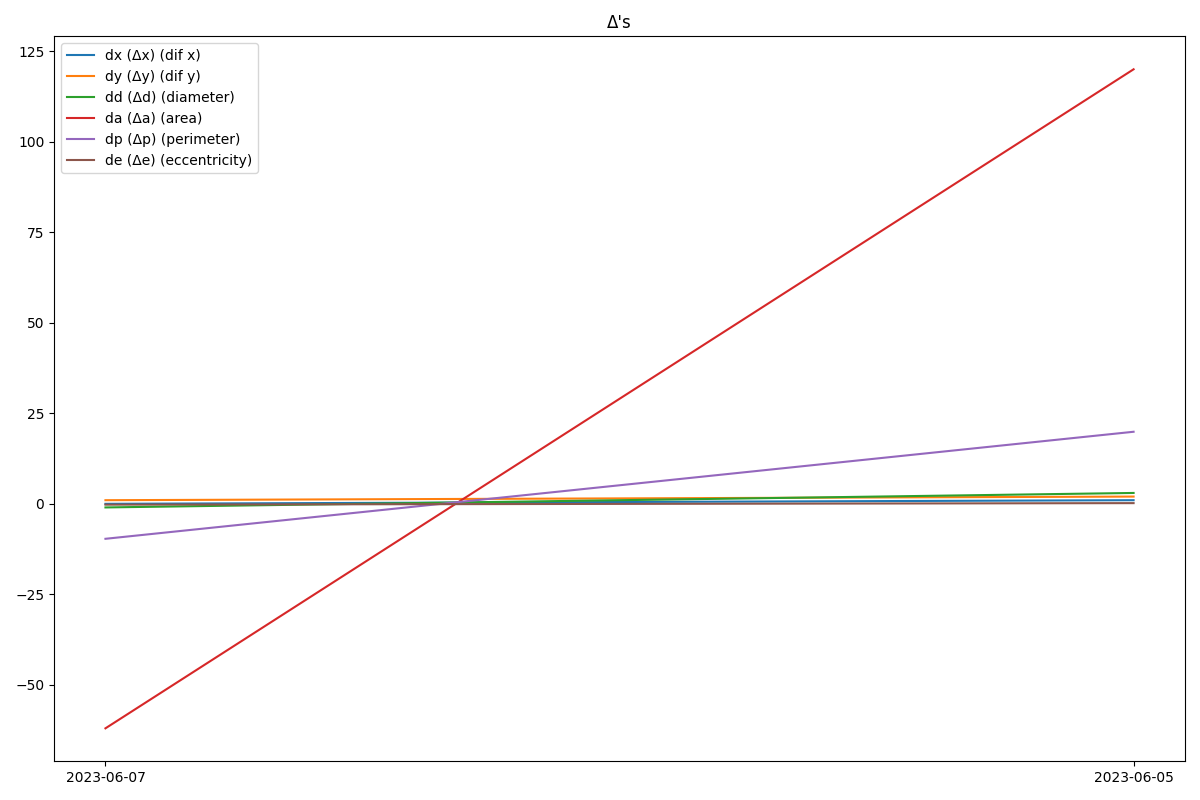 Δ's
dx (Δx) (dif x)
dy (Δy) (dif y)
dd (Δd) (diameter)
da (Δa) (area)
dp (Δp) (perimeter)
de (Δe) (eccentricity)
125
100
75
50
25
0
−25
−50
2023-06-07 2023-06-05